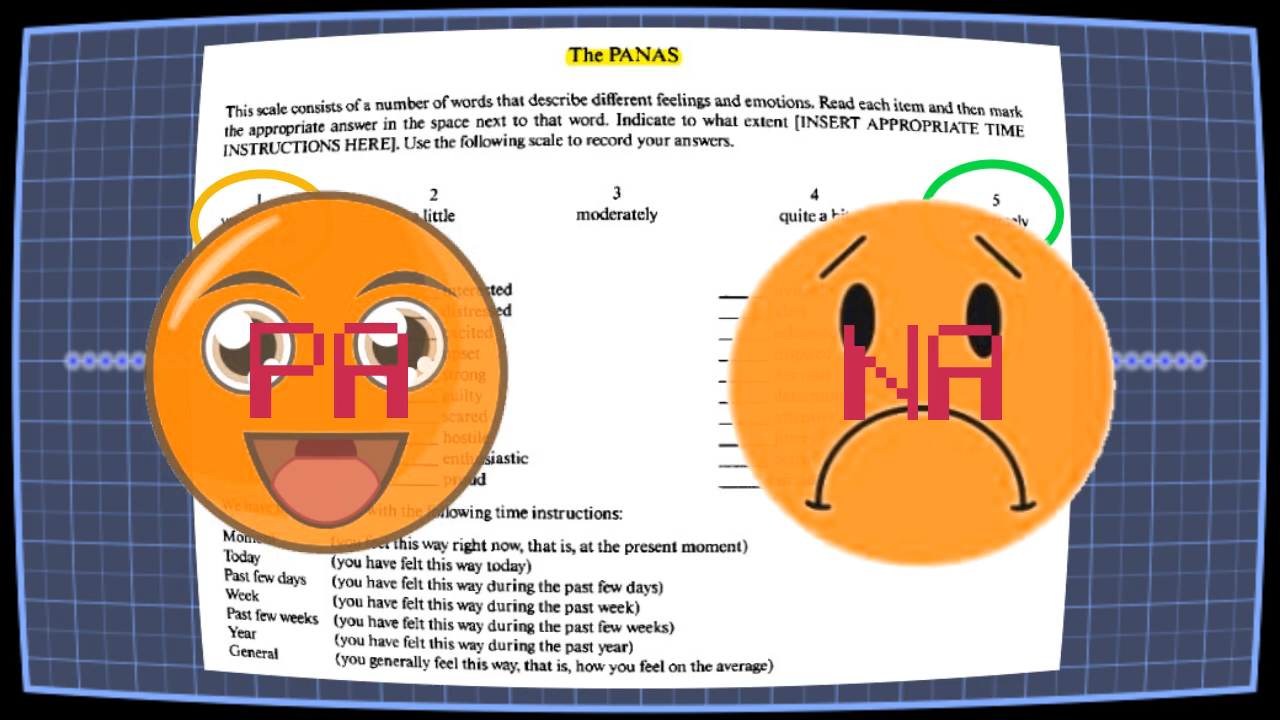 The PANAS
This scale consists of a number of words that describe different feelings and emotions. Read each item and then mark
the appropriate answer in the space next to that word. Indicate to what extent [INSERT APPROPRIATE TIME
INSTRUCTIONS HERE]. Use the following scale to record your answers.
1 2 3 4 5
little moderately quite a bit
interested
distressed
excited
upset
strong
guilty
scared
hostile
enthusiastic
proud
PA NA
We have with the following time instructions:
Moment (you feel this way right now, that is, at the present moment)
Today (you have felt this way today)
Past few days (you have felt this way during the past few days)
Week (you have felt this way during the past week)
Past few weeks (you have felt this way during the past few weeks)
Year (you have felt this way during the past year)
General (you generally feel this way, that is, how you feel on the average)